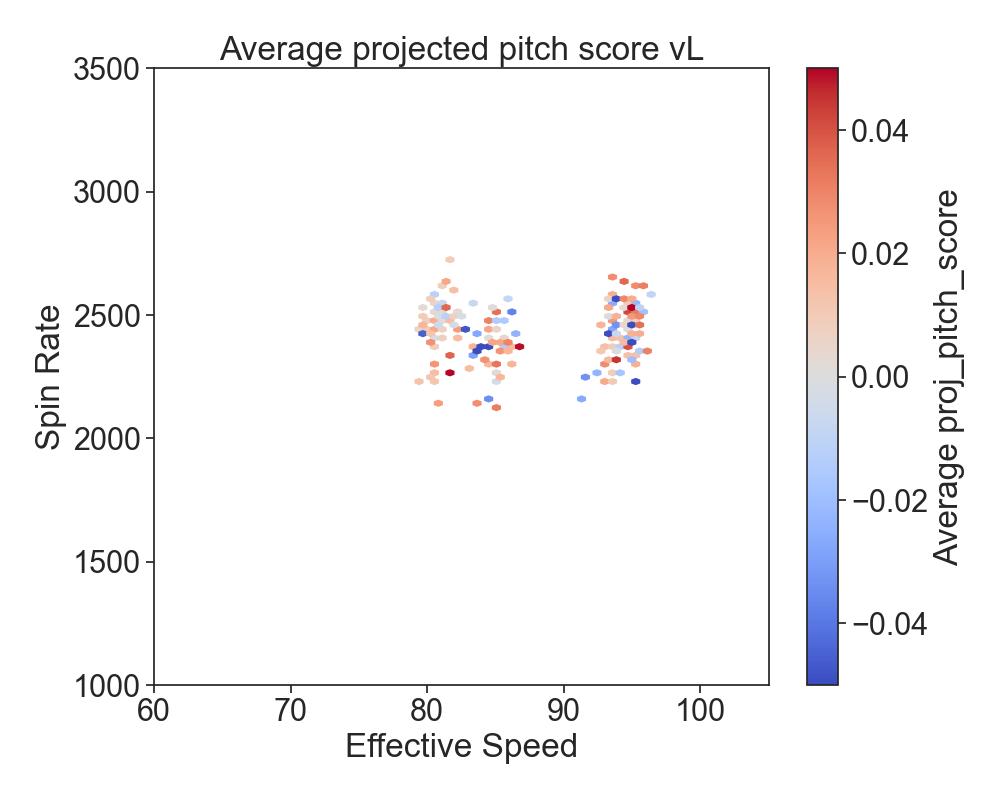 Average projected pitch score vL
3500
3000
2500
2000
1500
1000
Spin Rate
60 70 80 90 100
Effective Speed
0.04
0.02
0.00
−0.02
−0.04
Average proj_pitch_score